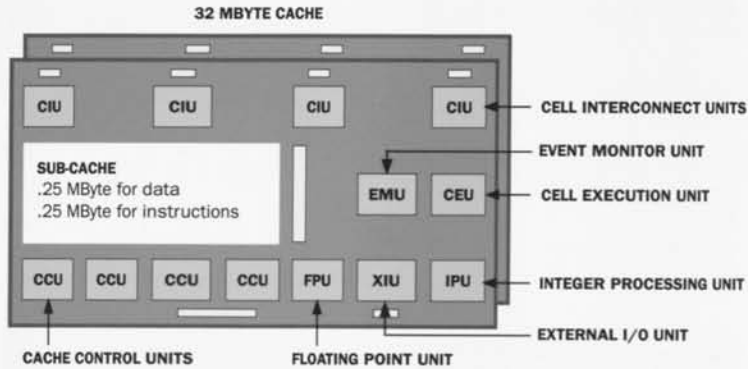 32 MBYTE CACHE
CIU CIU CIU CIU
CELL INTERCONNECT UNITS
EVENT MONITOR UNIT
SUB-CACHE
.25 MByte for data
.25 MByte for instructions
EMU CEU
CELL EXECUTION UNIT
CCU CCU CCU CCU FPU XIU IPU
INTEGER PROCESSING UNIT
EXTERNAL I/O UNIT
CACHE CONTROL UNITS
FLOATING POINT UNIT